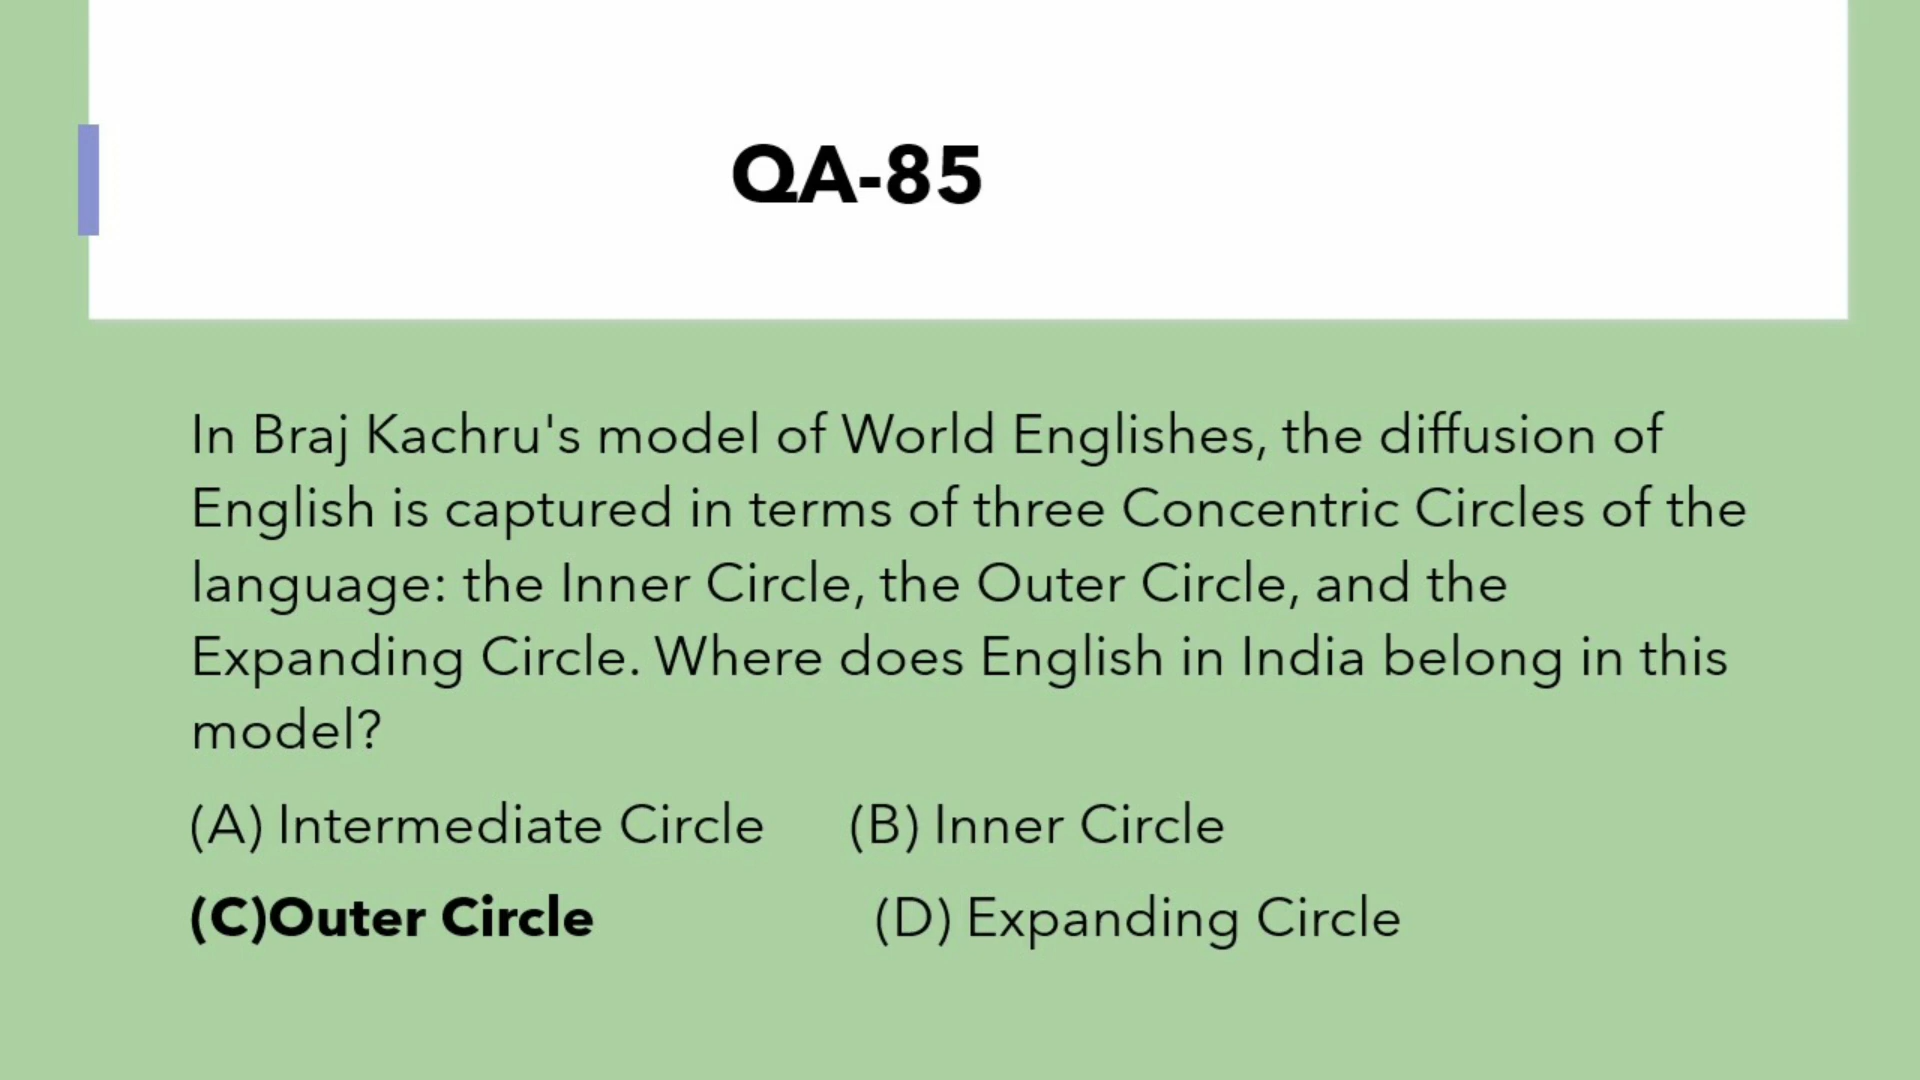 QA-85
In Braj Kachru's model of World Englishes, the diffusion of
English is captured in terms of three Concentric Circles of the
language: the Inner Circle, the Outer Circle, and the
Expanding Circle. Where does English in India belong in this
model?
(A) Intermediate Circle (B) Inner Circle
(C)Outer Circle (D) Expanding Circle